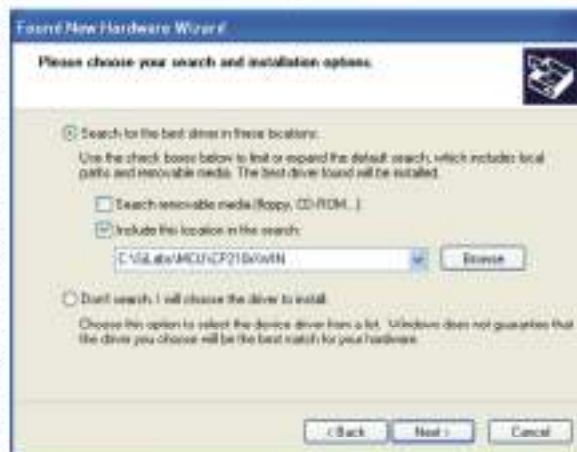 Found New Hardware Wizard
Please choose your search and installation options.
Search for the best driver in these locations.
Use the check boxes below to limit or expand the default search, which includes local
paths and removable media. The best driver found will be installed.
Search removable media (floppy, CD-ROM...)
Include this location in the search:
C:\SiLabs\MCU\CP210x\WIN
Browse
Don't search. I will choose the driver to install.
Choose this option to select the device driver from a list. Windows does not guarantee that
the driver you choose will be the best match for your hardware.
< Back
Next >
Cancel